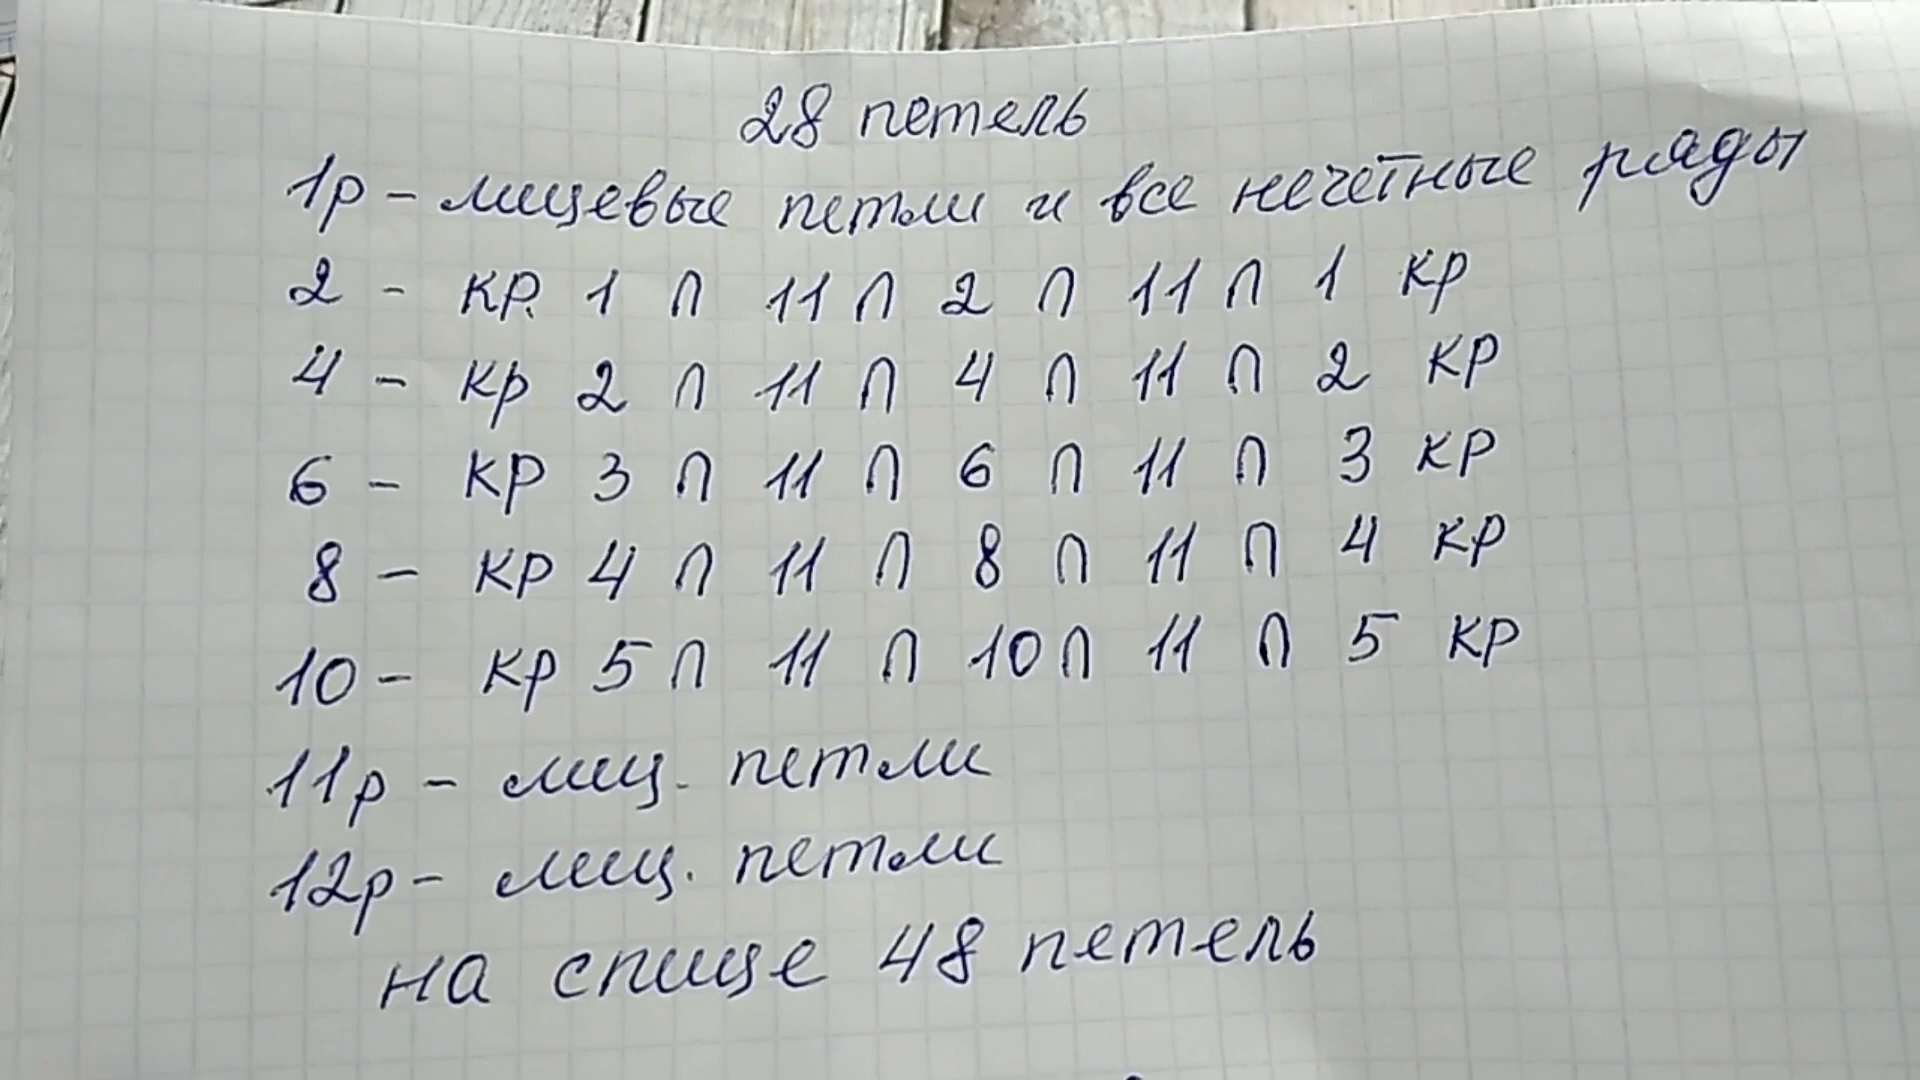 28 петель
1р - лицевые петли и все нечётные ряды
2 - кр. 1 ∩ 11 ∩ 2 ∩ 11 ∩ 1 кр
4 - кр 2 ∩ 11 ∩ 4 ∩ 11 ∩ 2 кр
6 - кр 3 ∩ 11 ∩ 6 ∩ 11 ∩ 3 кр
8 - кр 4 ∩ 11 ∩ 8 ∩ 11 ∩ 4 кр
10 - кр 5 ∩ 11 ∩ 10 ∩ 11 ∩ 5 кр
11р - лиц. петли
12р - лиц. петли
на спице 48 петель